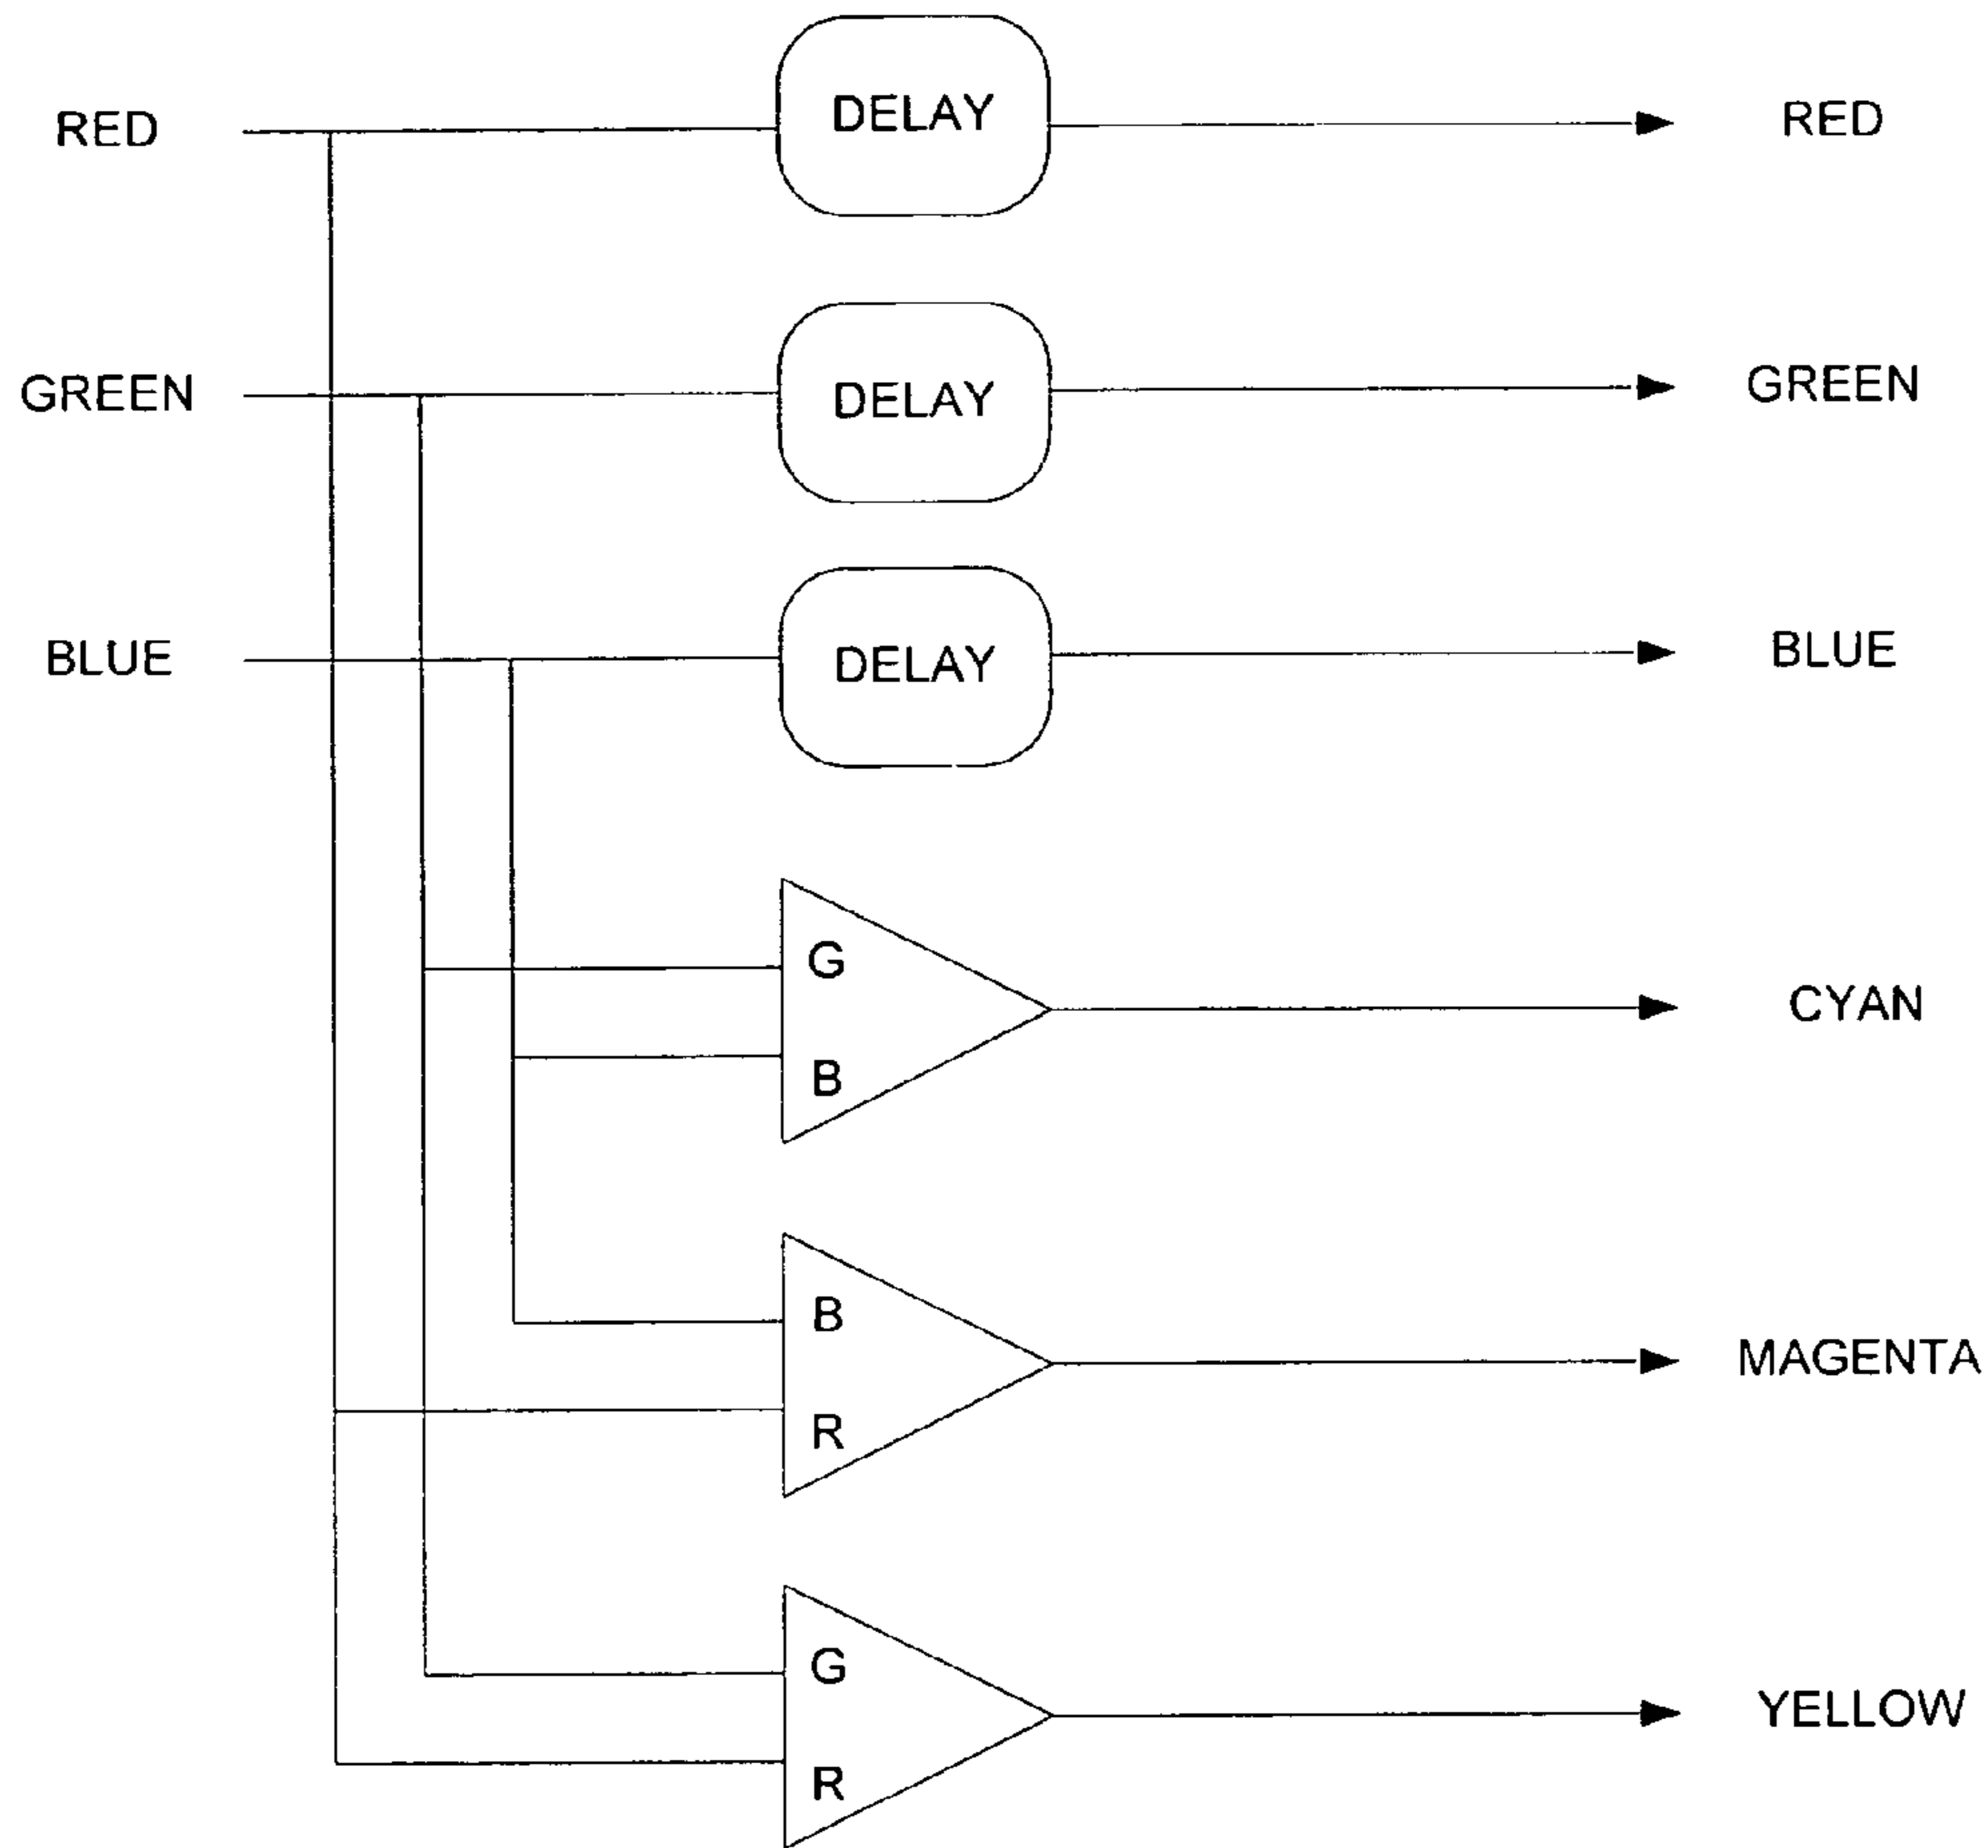 RED DELAY RED
GREEN DELAY GREEN
BLUE DELAY BLUE
G
CYAN
B
B
MAGENTA
R
G
YELLOW
R